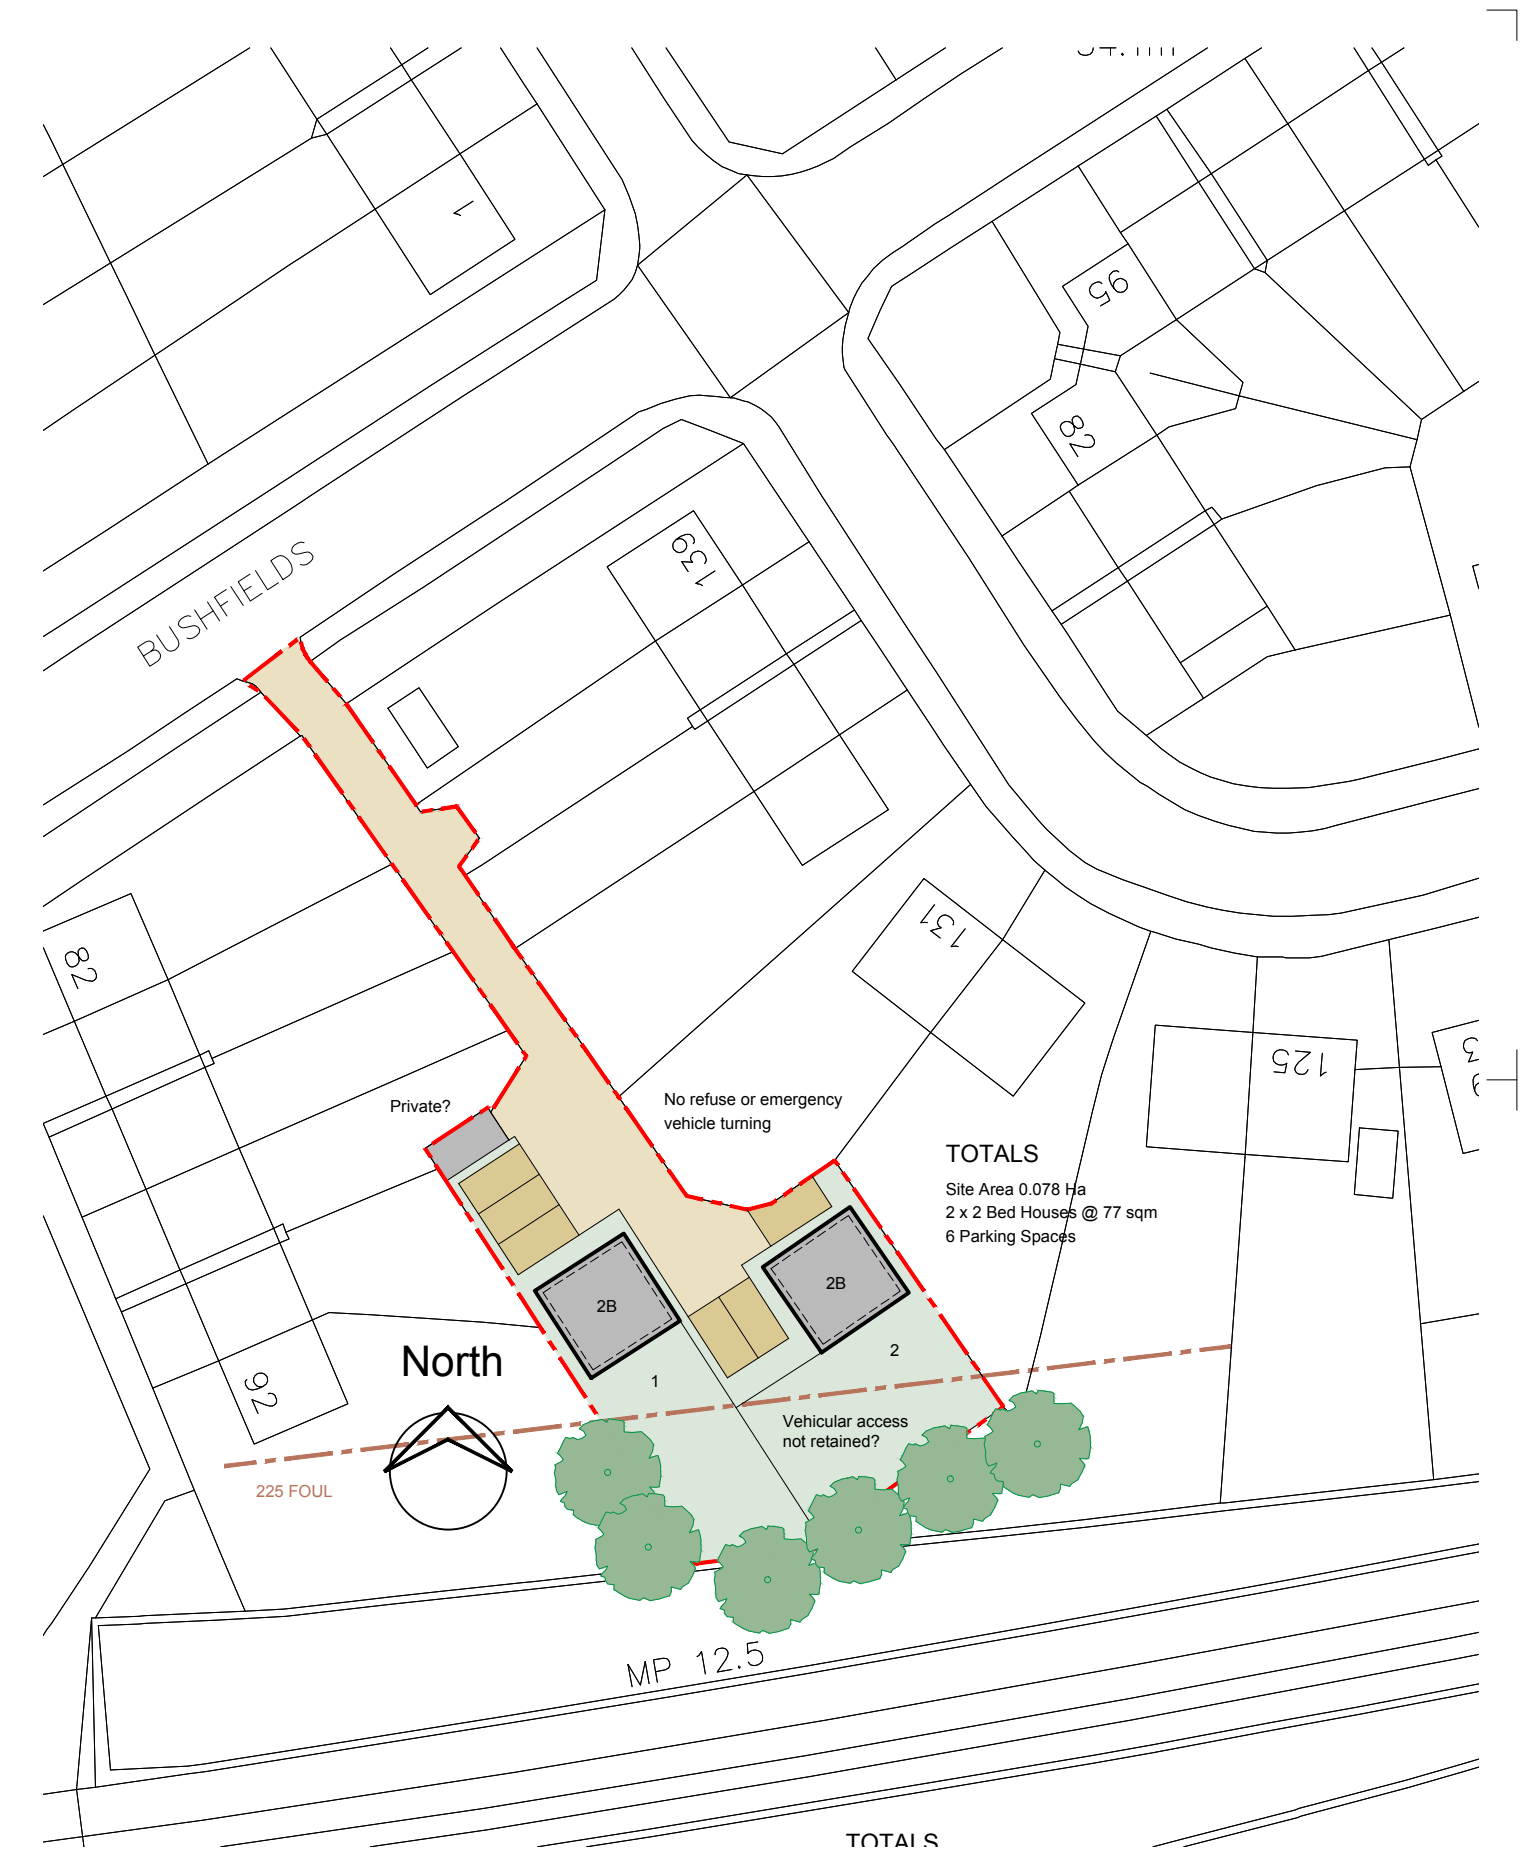 1
95
82
BUSHFIELDS
139
131
82
125
Private?
No refuse or emergency
vehicle turning
TOTALS
Site Area 0.078 Ha
2 x 2 Bed Houses @ 77 sqm
6 Parking Spaces
2B
2B
North
1
2
92
Vehicular access
not retained?
225 FOUL
MP 12.5
TOTALS